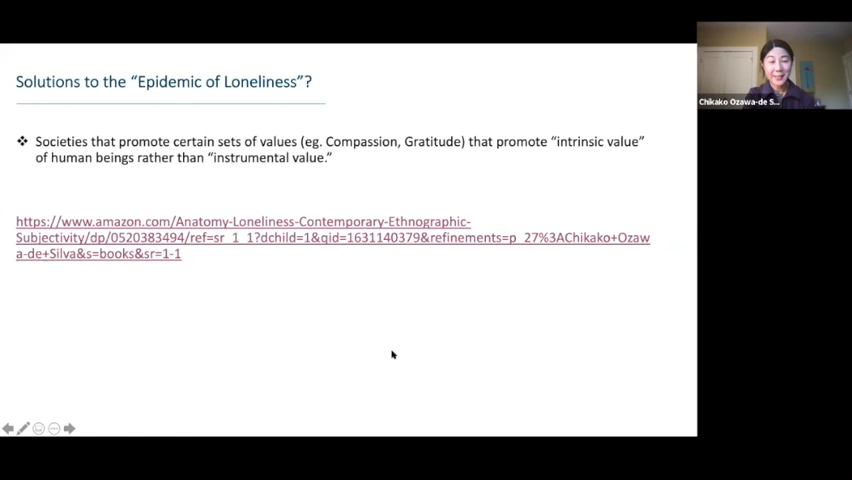 Solutions to the “Epidemic of Loneliness”?
❖ Societies that promote certain sets of values (eg. Compassion, Gratitude) that promote “intrinsic value”
of human beings rather than “instrumental value.”
https://www.amazon.com/Anatomy-Loneliness-Contemporary-Ethnographic-
Subjectivity/dp/0520383494/ref=sr_1_1?dchild=1&qid=1631140379&refinements=p_27%3AChikako+Ozaw
a-de+Silva&s=books&sr=1-1
Chikako Ozawa-de S...